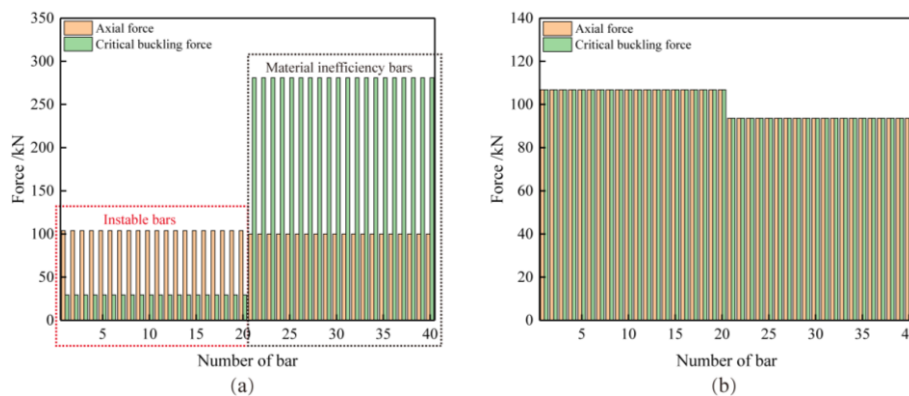 350
300
250
200
150
100
50
0
Force /kN
Axial force
Critical buckling force
Material inefficiency bars
Instable bars
5 10 15 20 25 30 35 40
Number of bar
(a)
140
120
100
80
60
40
20
0
Force /kN
Axial force
Critical buckling force
5 10 15 20 25 30 35 40
Number of bar
(b)